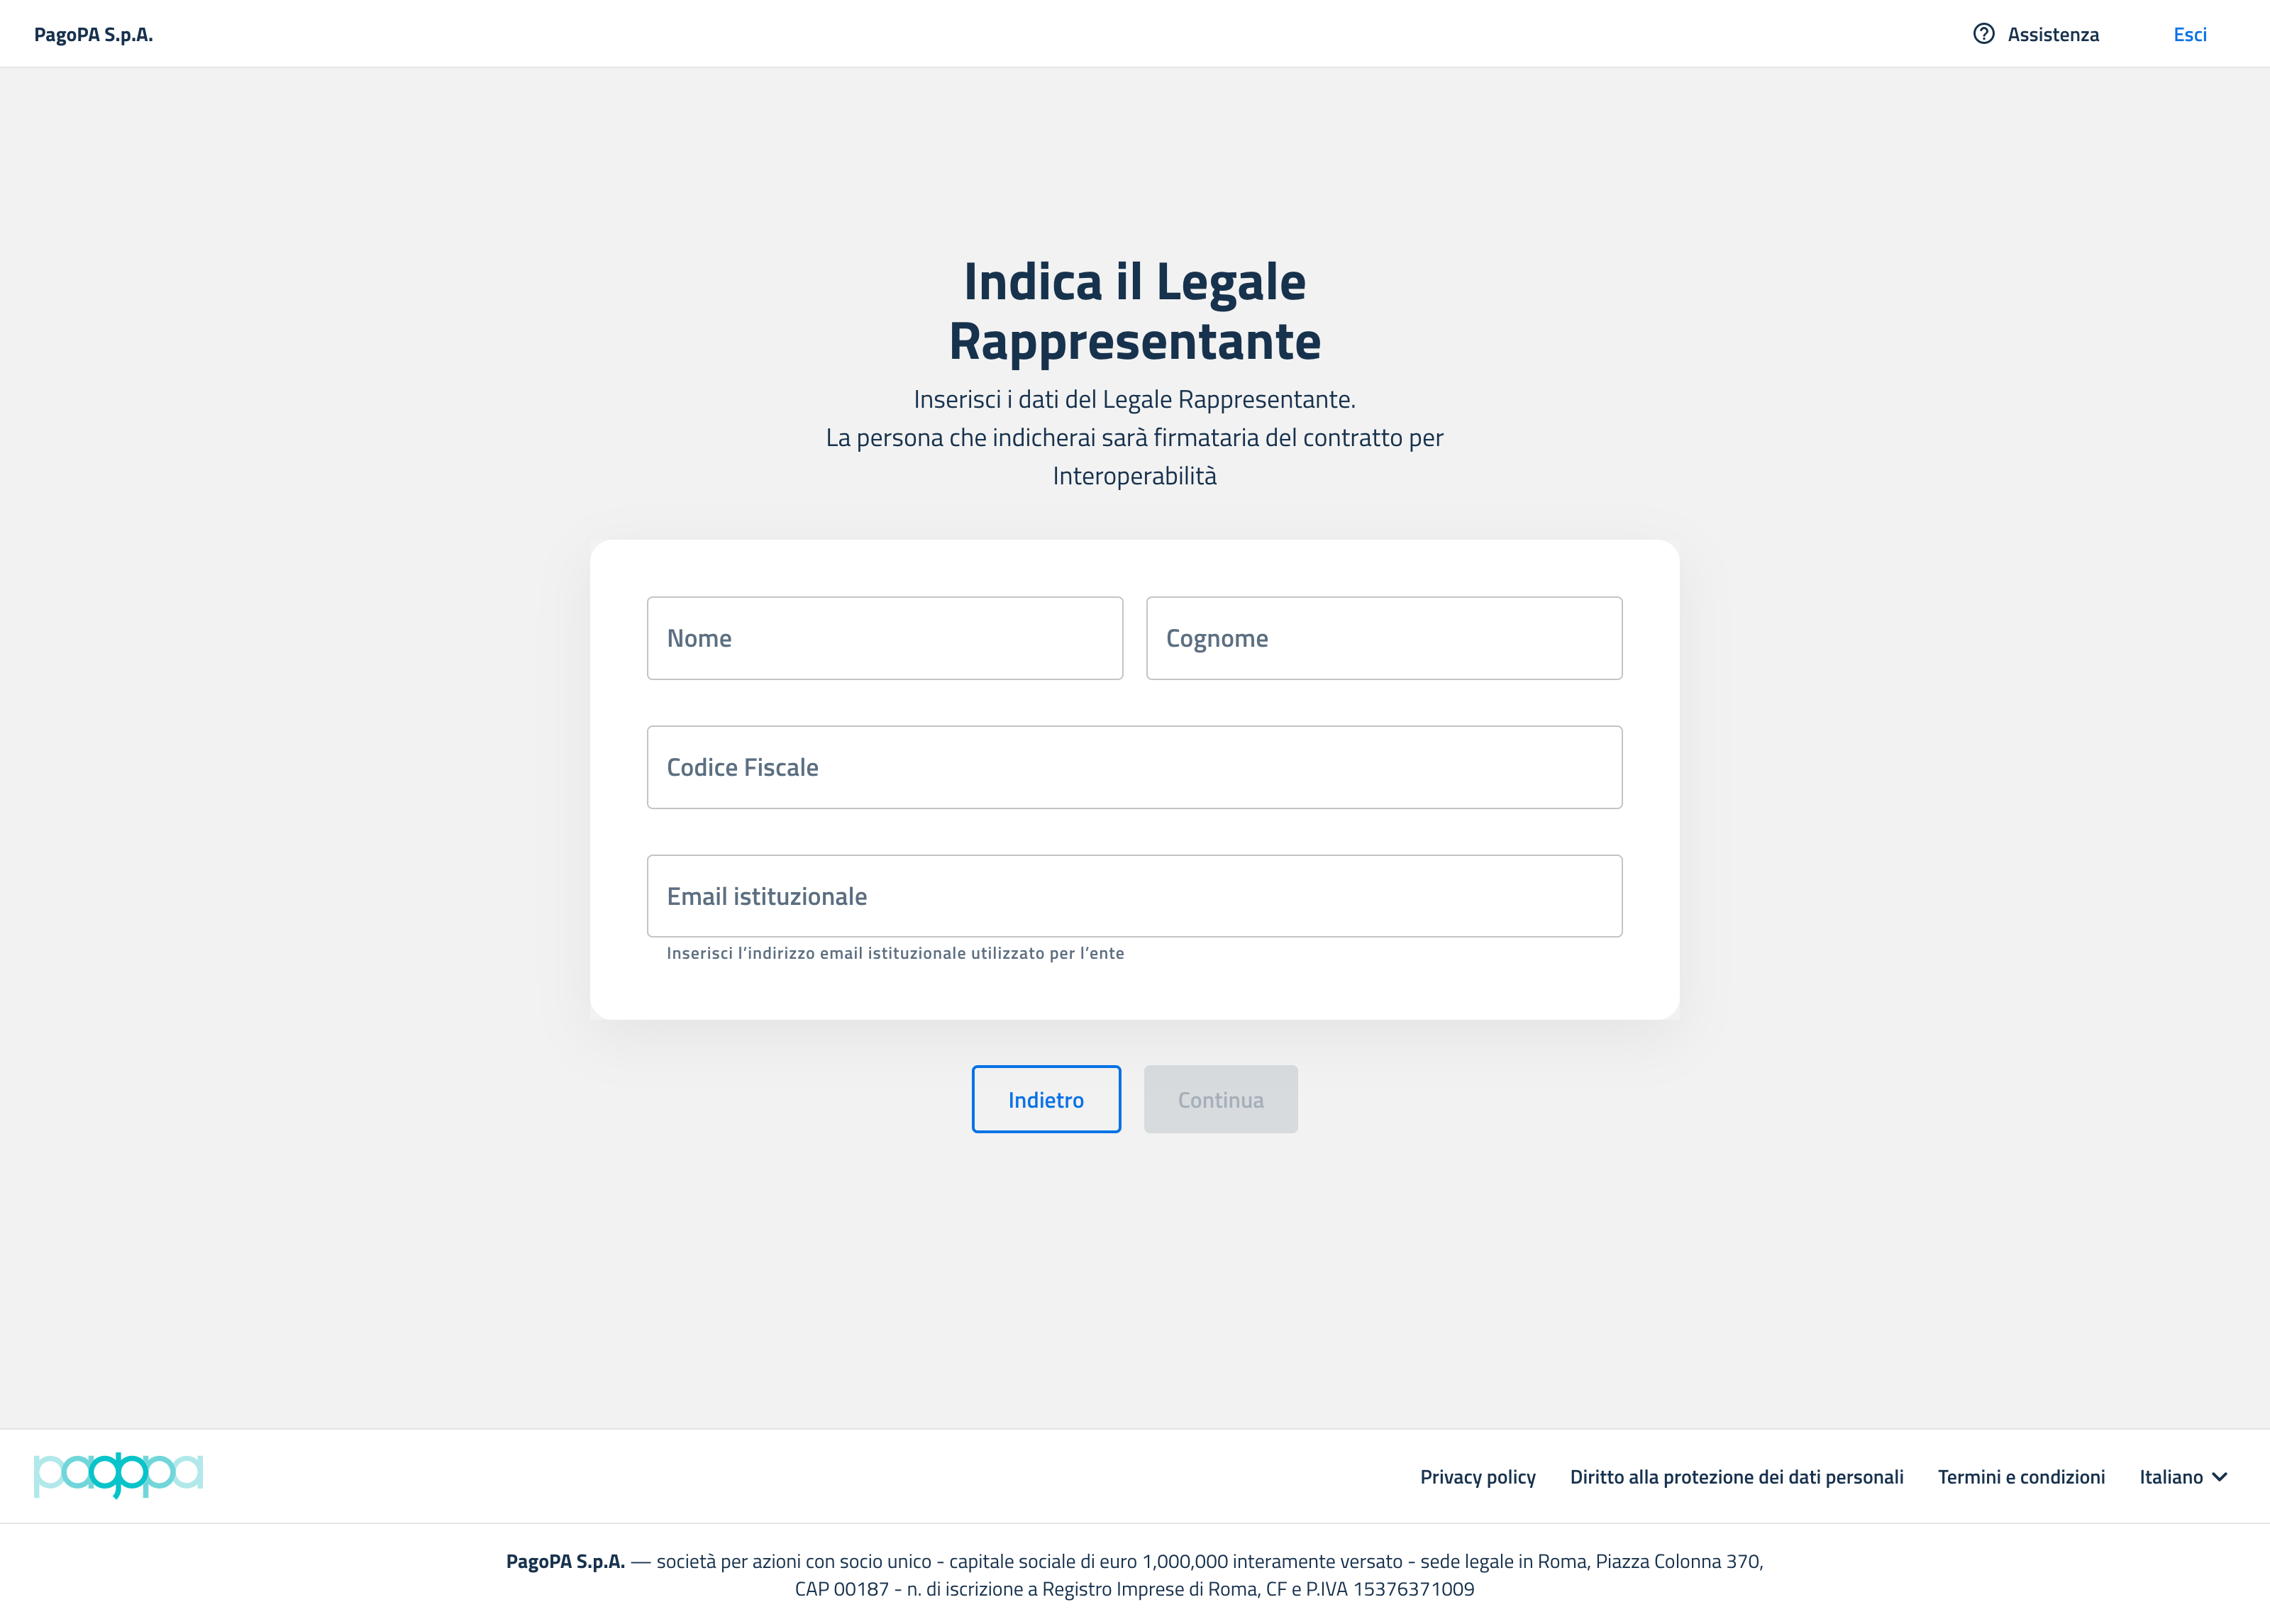 PagoPA S.p.A.
Assistenza
Esci
Indica il Legale
Rappresentante
Inserisci i dati del Legale Rappresentante.
La persona che indicherai sarà firmataria del contratto per
Interoperabilità
Nome
Cognome
Codice Fiscale
Email istituzionale
Inserisci l’indirizzo email istituzionale utilizzato per l’ente
Indietro
Continua
pagopa
Privacy policy
Diritto alla protezione dei dati personali
Termini e condizioni
Italiano
PagoPA S.p.A. — società per azioni con socio unico - capitale sociale di euro 1,000,000 interamente versato - sede legale in Roma, Piazza Colonna 370,
CAP 00187 - n. di iscrizione a Registro Imprese di Roma, CF e P.IVA 15376371009